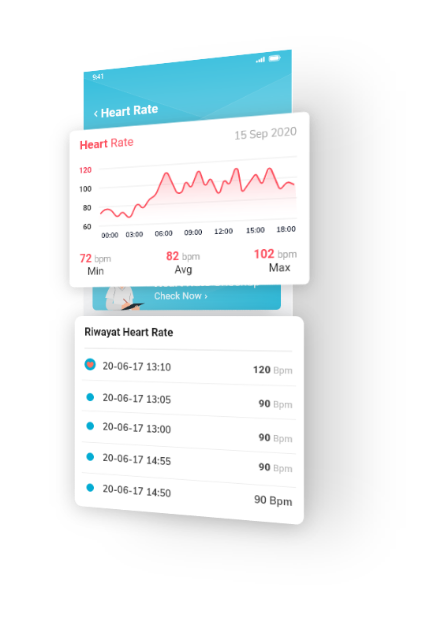 9:41
Heart Rate
Heart Rate
15 Sep 2020
120
100
80
60
00:00 03:00 06:00 09:00 12:00 15:00 18:00
72 bpm 82 bpm 102 bpm
Min Avg Max
Check Now ›
Riwayat Heart Rate
20-06-17 13:10 120 Bpm
20-06-17 13:05 90 Bpm
20-06-17 13:00 90 Bpm
20-06-17 14:55 90 Bpm
20-06-17 14:50 90 Bpm